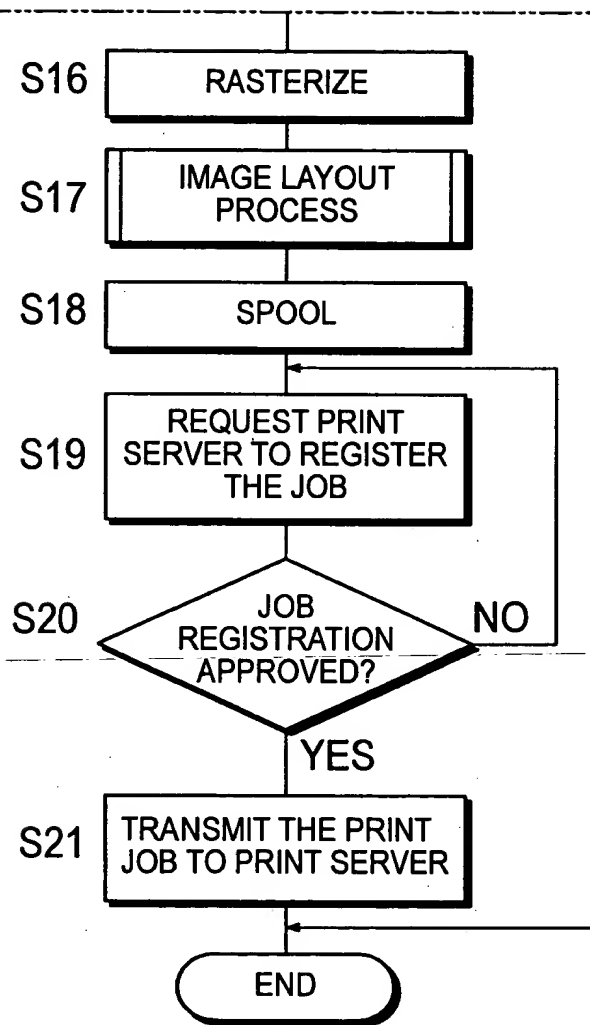 S16
RASTERIZE
S17
IMAGE LAYOUT
PROCESS
S18
SPOOL
S19
REQUEST PRINT
SERVER TO REGISTER
THE JOB
S20
JOB
REGISTRATION
APPROVED?
NO
YES
S21
TRANSMIT THE PRINT
JOB TO PRINT SERVER
END